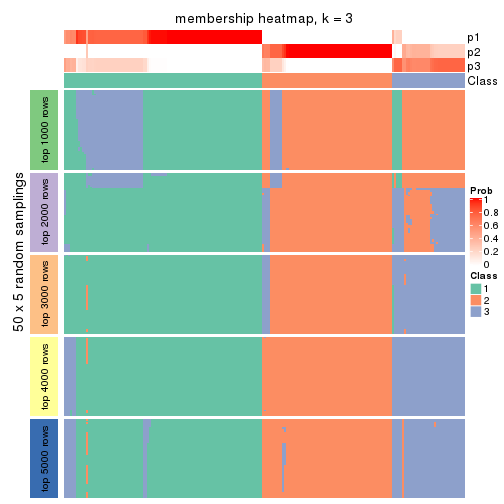 membership heatmap, k = 3
p1
p2
p3
Class
50 x 5 random samplings
top 1000 rows
top 2000 rows
top 3000 rows
top 4000 rows
top 5000 rows
Prob
1
0.8
0.6
0.4
0.2
0
Class
1
2
3